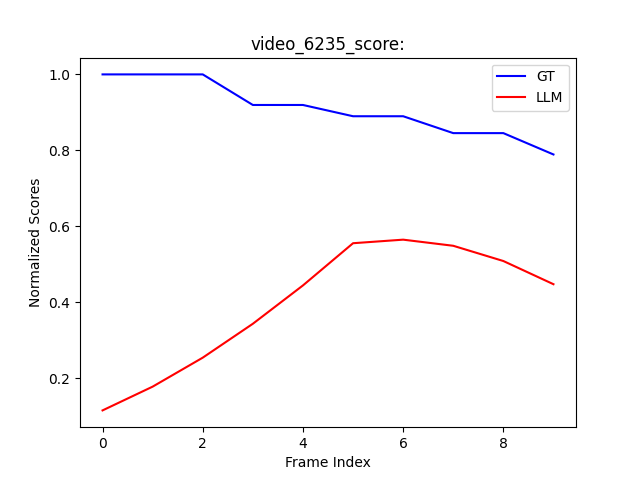 video_6235_score:
GT
LLM
1.0
0.8
0.6
0.4
0.2
Normalized Scores
0 2 4 6 8
Frame Index